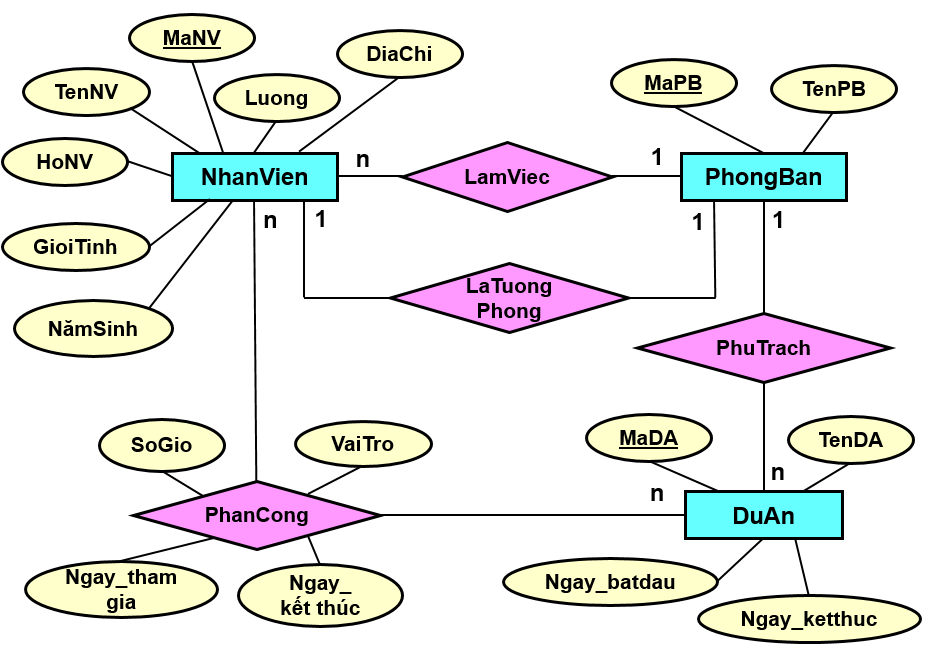 MaNV
DiaChi
TenNV
Luong
MaPB
TenPB
HoNV
n
1
NhanVien
LamViec
PhongBan
n
1
1
1
GioiTinh
LaTuong
Phong
NămSinh
PhuTrach
SoGio
VaiTro
MaDA
TenDA
n
n
PhanCong
DuAn
Ngay_tham
gia
Ngay_
kết thúc
Ngay_batdau
Ngay_ketthuc